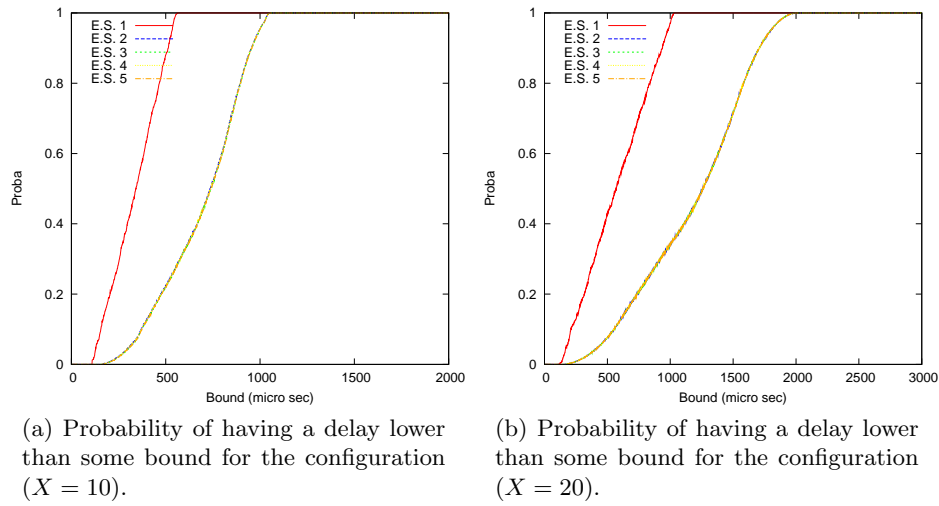 1
0.8
0.6
0.4
0.2
0
Proba
E.S. 1
E.S. 2
E.S. 3
E.S. 4
E.S. 5
0 500 1000 1500 2000
Bound (micro sec)
(a) Probability of having a delay lower
than some bound for the configuration
(X = 10).
1
0.8
0.6
0.4
0.2
0
Proba
E.S. 1
E.S. 2
E.S. 3
E.S. 4
E.S. 5
0 500 1000 1500 2000 2500 3000
Bound (micro sec)
(b) Probability of having a delay lower
than some bound for the configuration
(X = 20).